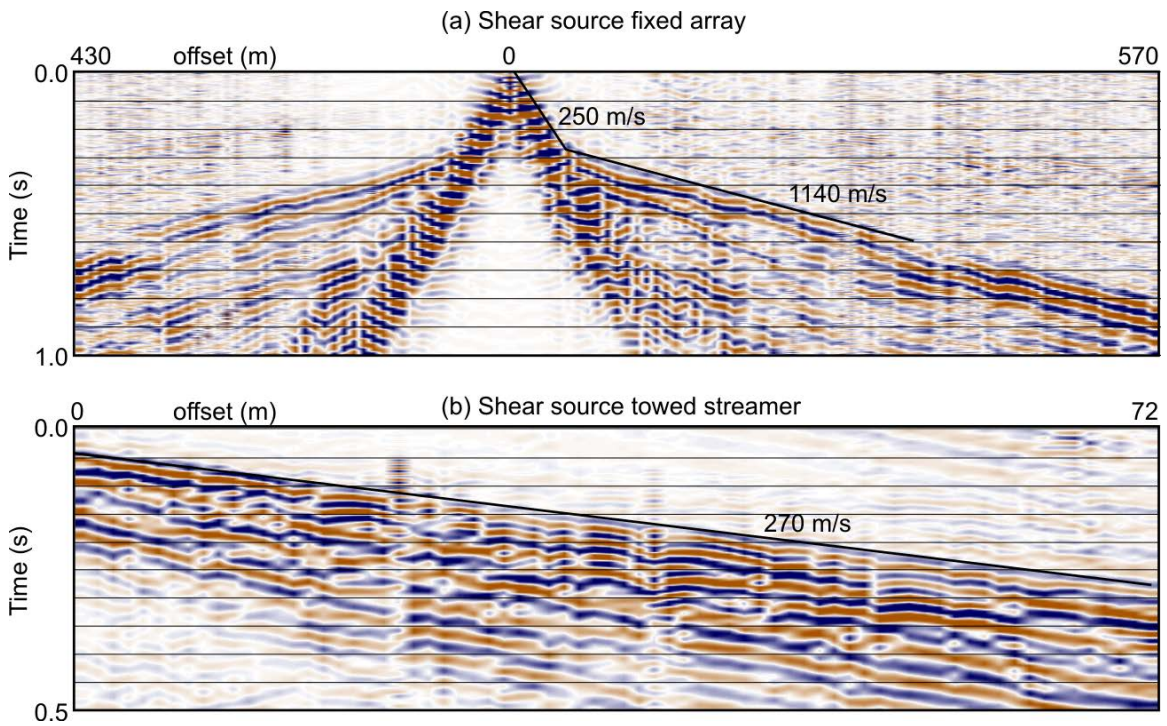 (a) Shear source fixed array
430 offset (m) 0 570
0.0
250 m/s
1140 m/s
Time (s)
1.0
(b) Shear source towed streamer
0 offset (m) 72
0.0
270 m/s
Time (s)
0.5